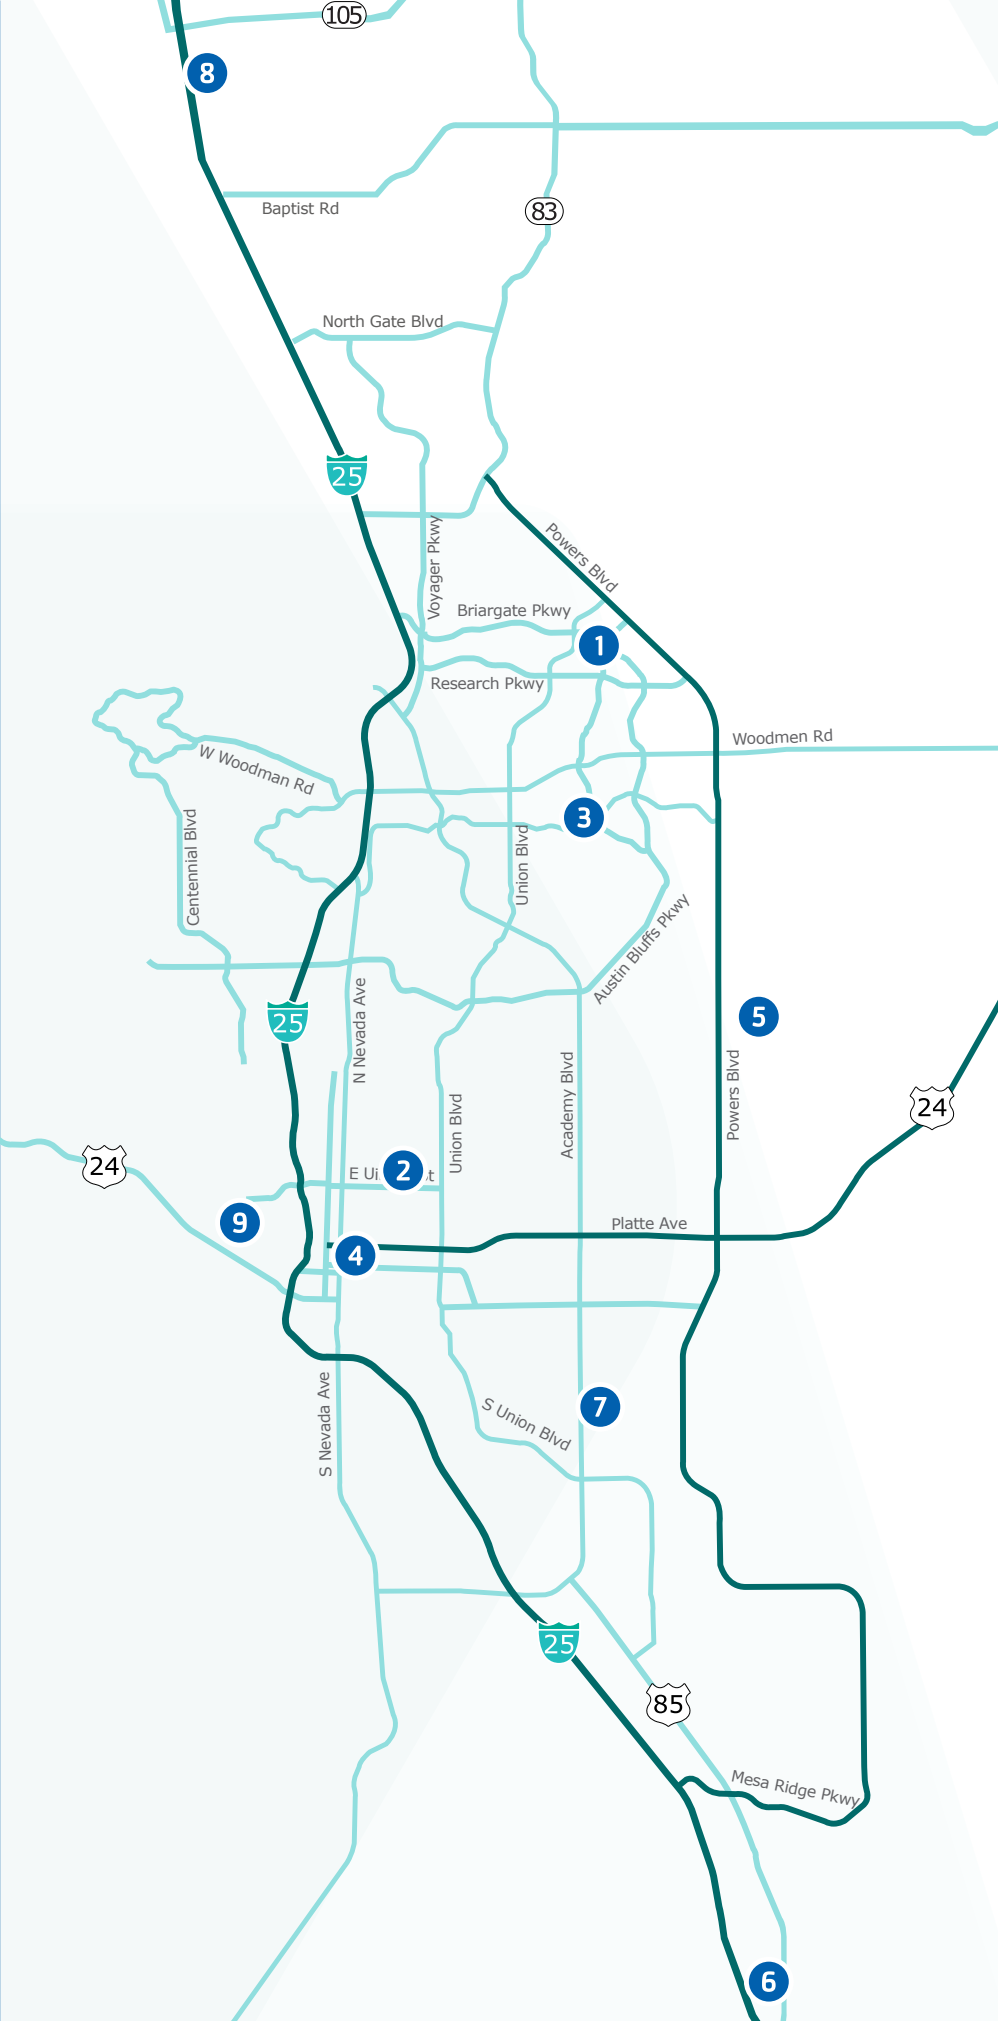 105
8
Baptist Rd
83
North Gate Blvd
25
Powers Blvd
Voyager Pkwy
Briargate Pkwy
1
Research Pkwy
Woodmen Rd
W Woodman Rd
3
Centennial Blvd
Union Blvd
Austin Bluffs Pkwy
N Nevada Ave
25
5
Academy Blvd
Powers Blvd
Union Blvd
24
24
2
E
9
Platte Ave
4
S Nevada Ave
S Union Blvd
7
25
85
Mesa Ridge Pkwy
6